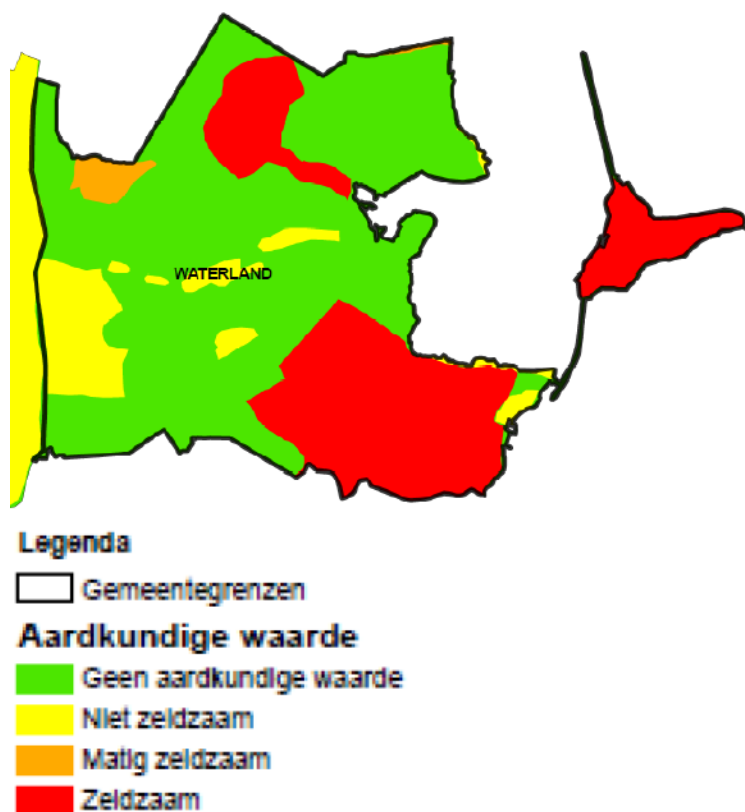 WATERLAND
Legenda
Gemeentegrenzen
Aardkundige waarde
Geen aardkundige waarde
Niet zeldzaam
Matig zeldzaam
Zeldzaam